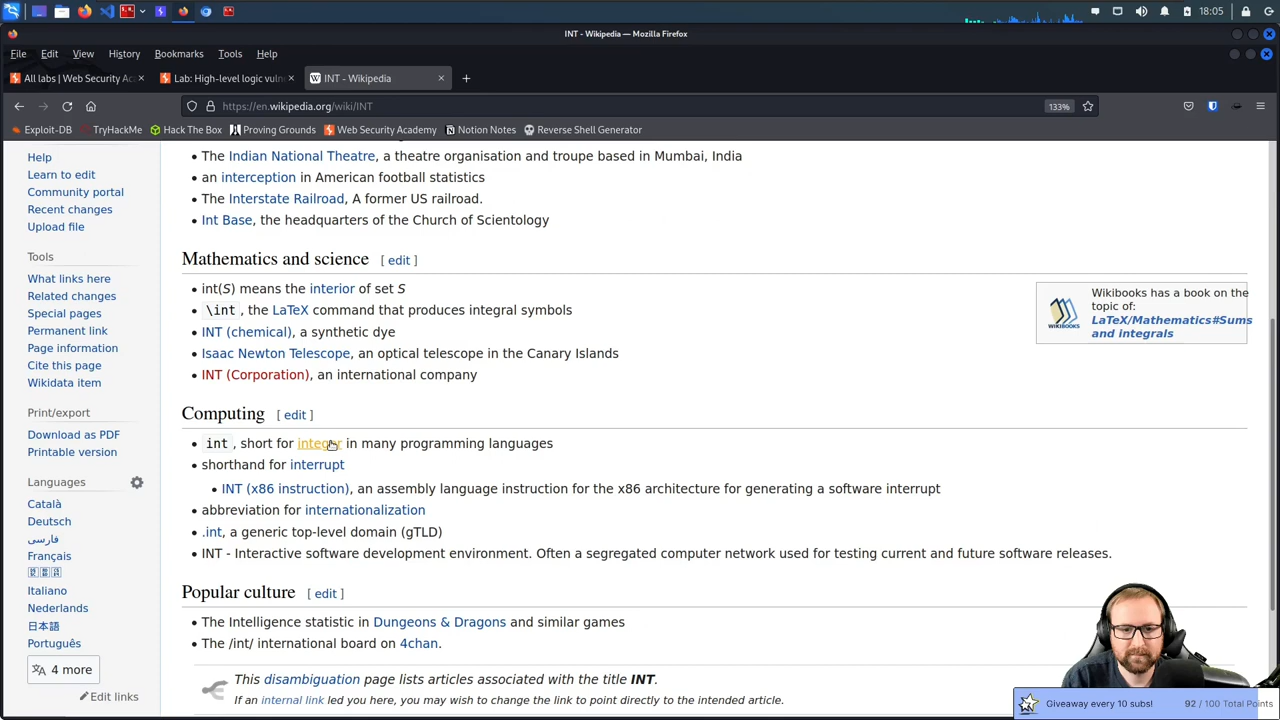 18:05
INT - Wikipedia — Mozilla Firefox
File Edit View History Bookmarks Tools Help
All labs | Web Security Ac
Lab: High-level logic vuln
INT - Wikipedia
https://en.wikipedia.org/wiki/INT
133%
Exploit-DB TryHackMe Hack The Box Proving Grounds Web Security Academy Notion Notes Reverse Shell Generator
Help
Learn to edit
Community portal
Recent changes
Upload file
Tools
What links here
Related changes
Special pages
Permanent link
Page information
Cite this page
Wikidata item
Print/export
Download as PDF
Printable version
Languages
Català
Deutsch
فارسی
Français
Italiano
Nederlands
日本語
Português
4 more
Edit links
The Indian National Theatre, a theatre organisation and troupe based in Mumbai, India
an interception in American football statistics
The Interstate Railroad, A former US railroad.
Int Base, the headquarters of the Church of Scientology
Mathematics and science [ edit ]
int(S) means the interior of set S
\int, the LaTeX command that produces integral symbols
INT (chemical), a synthetic dye
Isaac Newton Telescope, an optical telescope in the Canary Islands
INT (Corporation), an international company
Wikibooks has a book on the
topic of:
LaTeX/Mathematics#Sums
and integrals
WIKIBOOKS
Computing [ edit ]
int, short for integer in many programming languages
shorthand for interrupt
INT (x86 instruction), an assembly language instruction for the x86 architecture for generating a software interrupt
abbreviation for internationalization
.int, a generic top-level domain (gTLD)
INT - Interactive software development environment. Often a segregated computer network used for testing current and future software releases.
Popular culture [ edit ]
The Intelligence statistic in Dungeons & Dragons and similar games
The /int/ international board on 4chan.
This disambiguation page lists articles associated with the title INT.
If an internal link led you here, you may wish to change the link to point directly to the intended article.
Giveaway every 10 subs! 92 / 100 Total Points